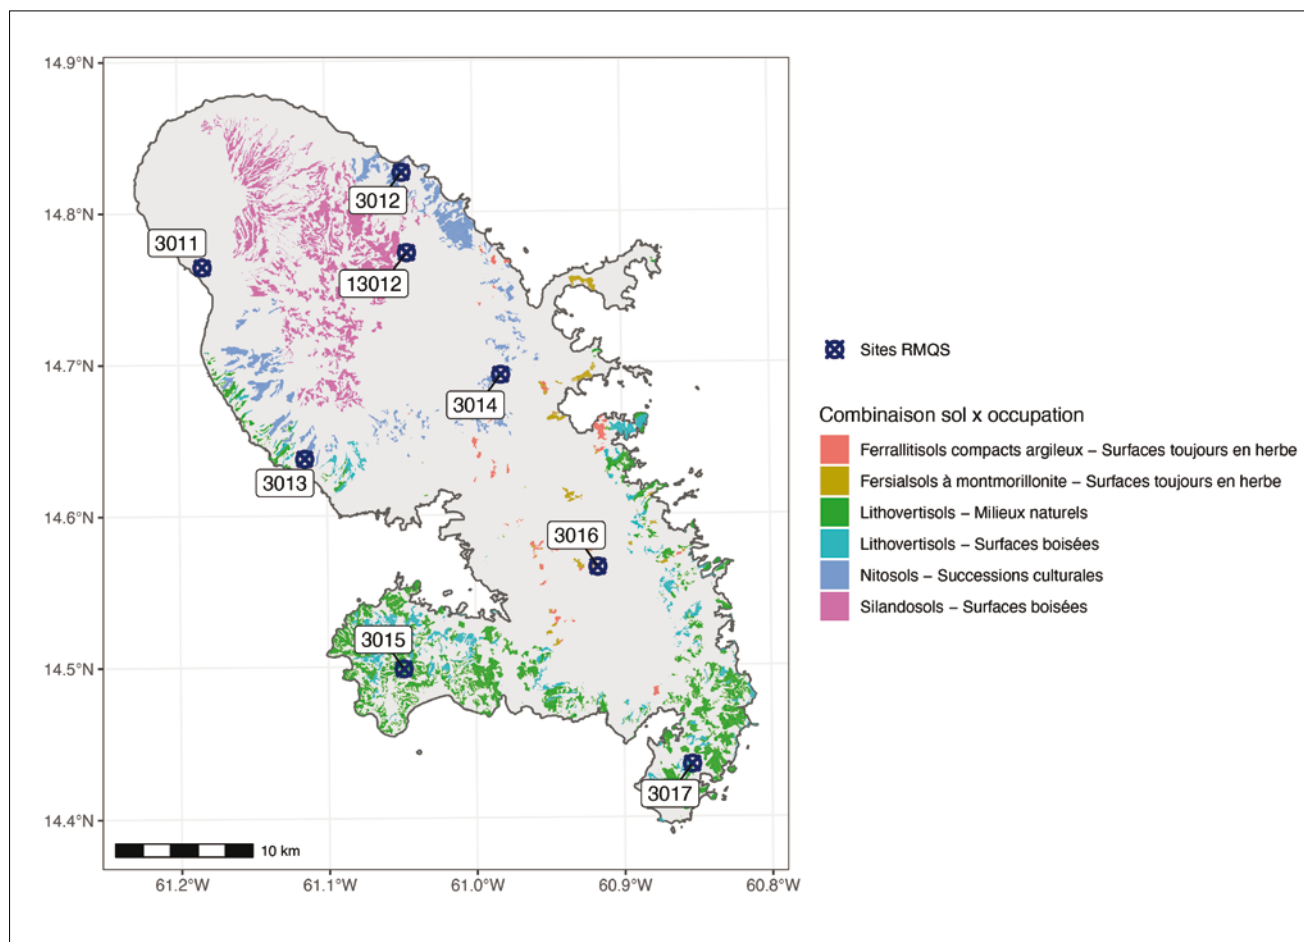 14.9°N
14.8°N
14.7°N
14.6°N
14.5°N
14.4°N
3012
3011
13012
3014
3013
3016
3015
3017
10 km
61.2°W
61.1°W
61.0°W
60.9°W
60.8°W
Sites RMQS
Combinaison sol x occupation
Ferrallitisols compacts argileux – Surfaces toujours en herbe
Fersialsols à montmorillonite – Surfaces toujours en herbe
Lithovertisols – Milieux naturels
Lithovertisols – Surfaces boisées
Nitosols – Successions culturales
Silandosols – Surfaces boisées